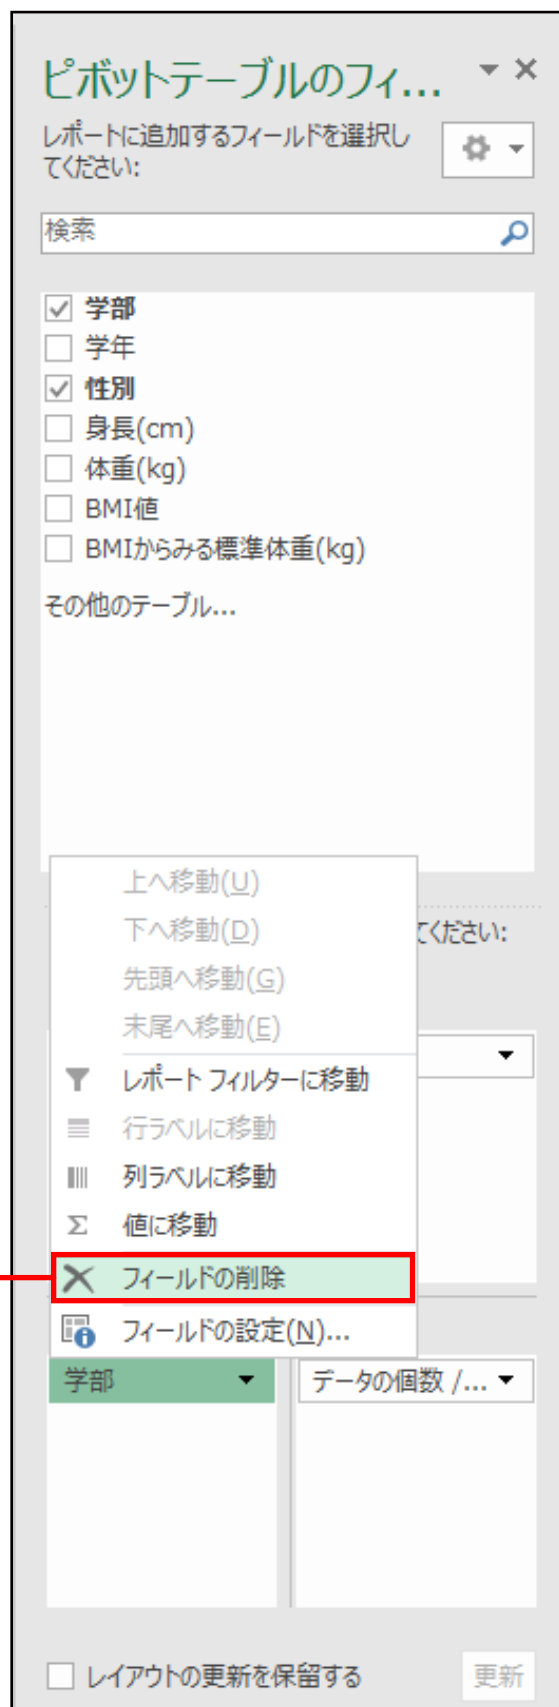 ピボットテーブルのフィ...
レポートに追加するフィールドを選択し
てください:
検索
学部
学年
性別
身長(cm)
体重(kg)
BMI値
BMIからみる標準体重(kg)
その他のテーブル...
上へ移動(U)
下へ移動(D)
てください:
先頭へ移動(G)
末尾へ移動(E)
レポート フィルターに移動
行ラベルに移動
列ラベルに移動
Σ 値に移動
フィールドの削除
フィールドの設定(N)...
学部
データの個数 /...
レイアウトの更新を保留する
更新